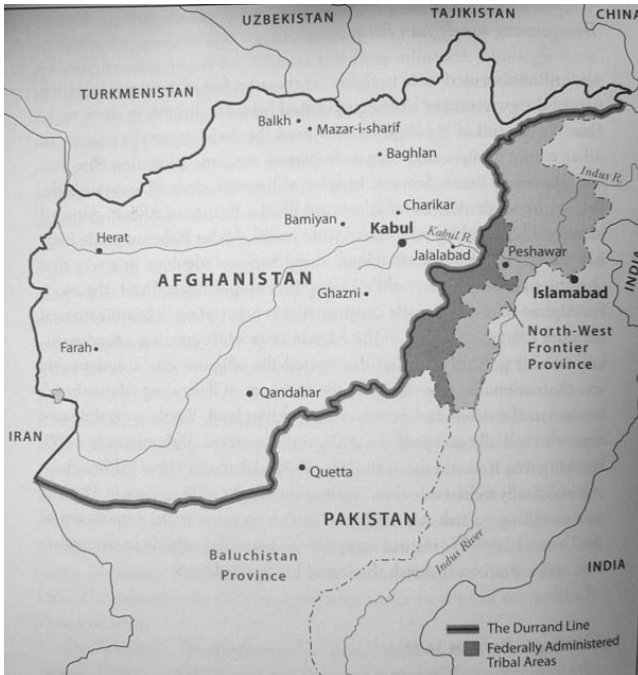 UZBEKISTAN
TAJIKISTAN
CHINA
TURKMENISTAN
Balkh
Mazar-i-sharif
Baghlan
Indus R.
Charikar
Bamiyan
Kabul
Kabul R.
Herat
Jalalabad
Peshawar
INDIA
AFGHANISTAN
Ghazni
Islamabad
North-West
Frontier
Province
Farah
Qandahar
IRAN
Quetta
PAKISTAN
Indus River
Baluchistan
Province
INDIA
The Durrand Line
Federally Administered
Tribal Areas